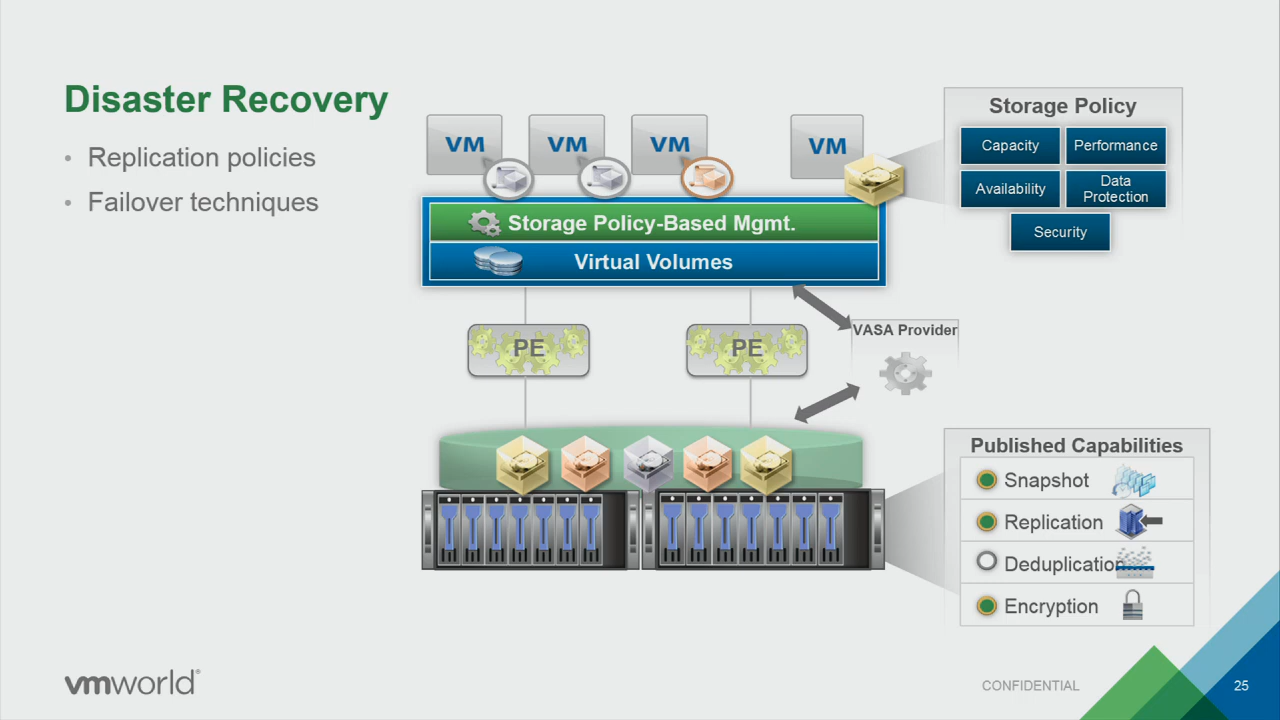 Disaster Recovery
• Replication policies
• Failover techniques
VM
VM
VM
VM
Storage Policy-Based Mgmt.
Virtual Volumes
PE
PE
VASA Provider
Storage Policy
Capacity
Performance
Availability
Data
Protection
Security
Published Capabilities
Snapshot
Replication
Deduplication
Encryption
vmworld®
CONFIDENTIAL
25